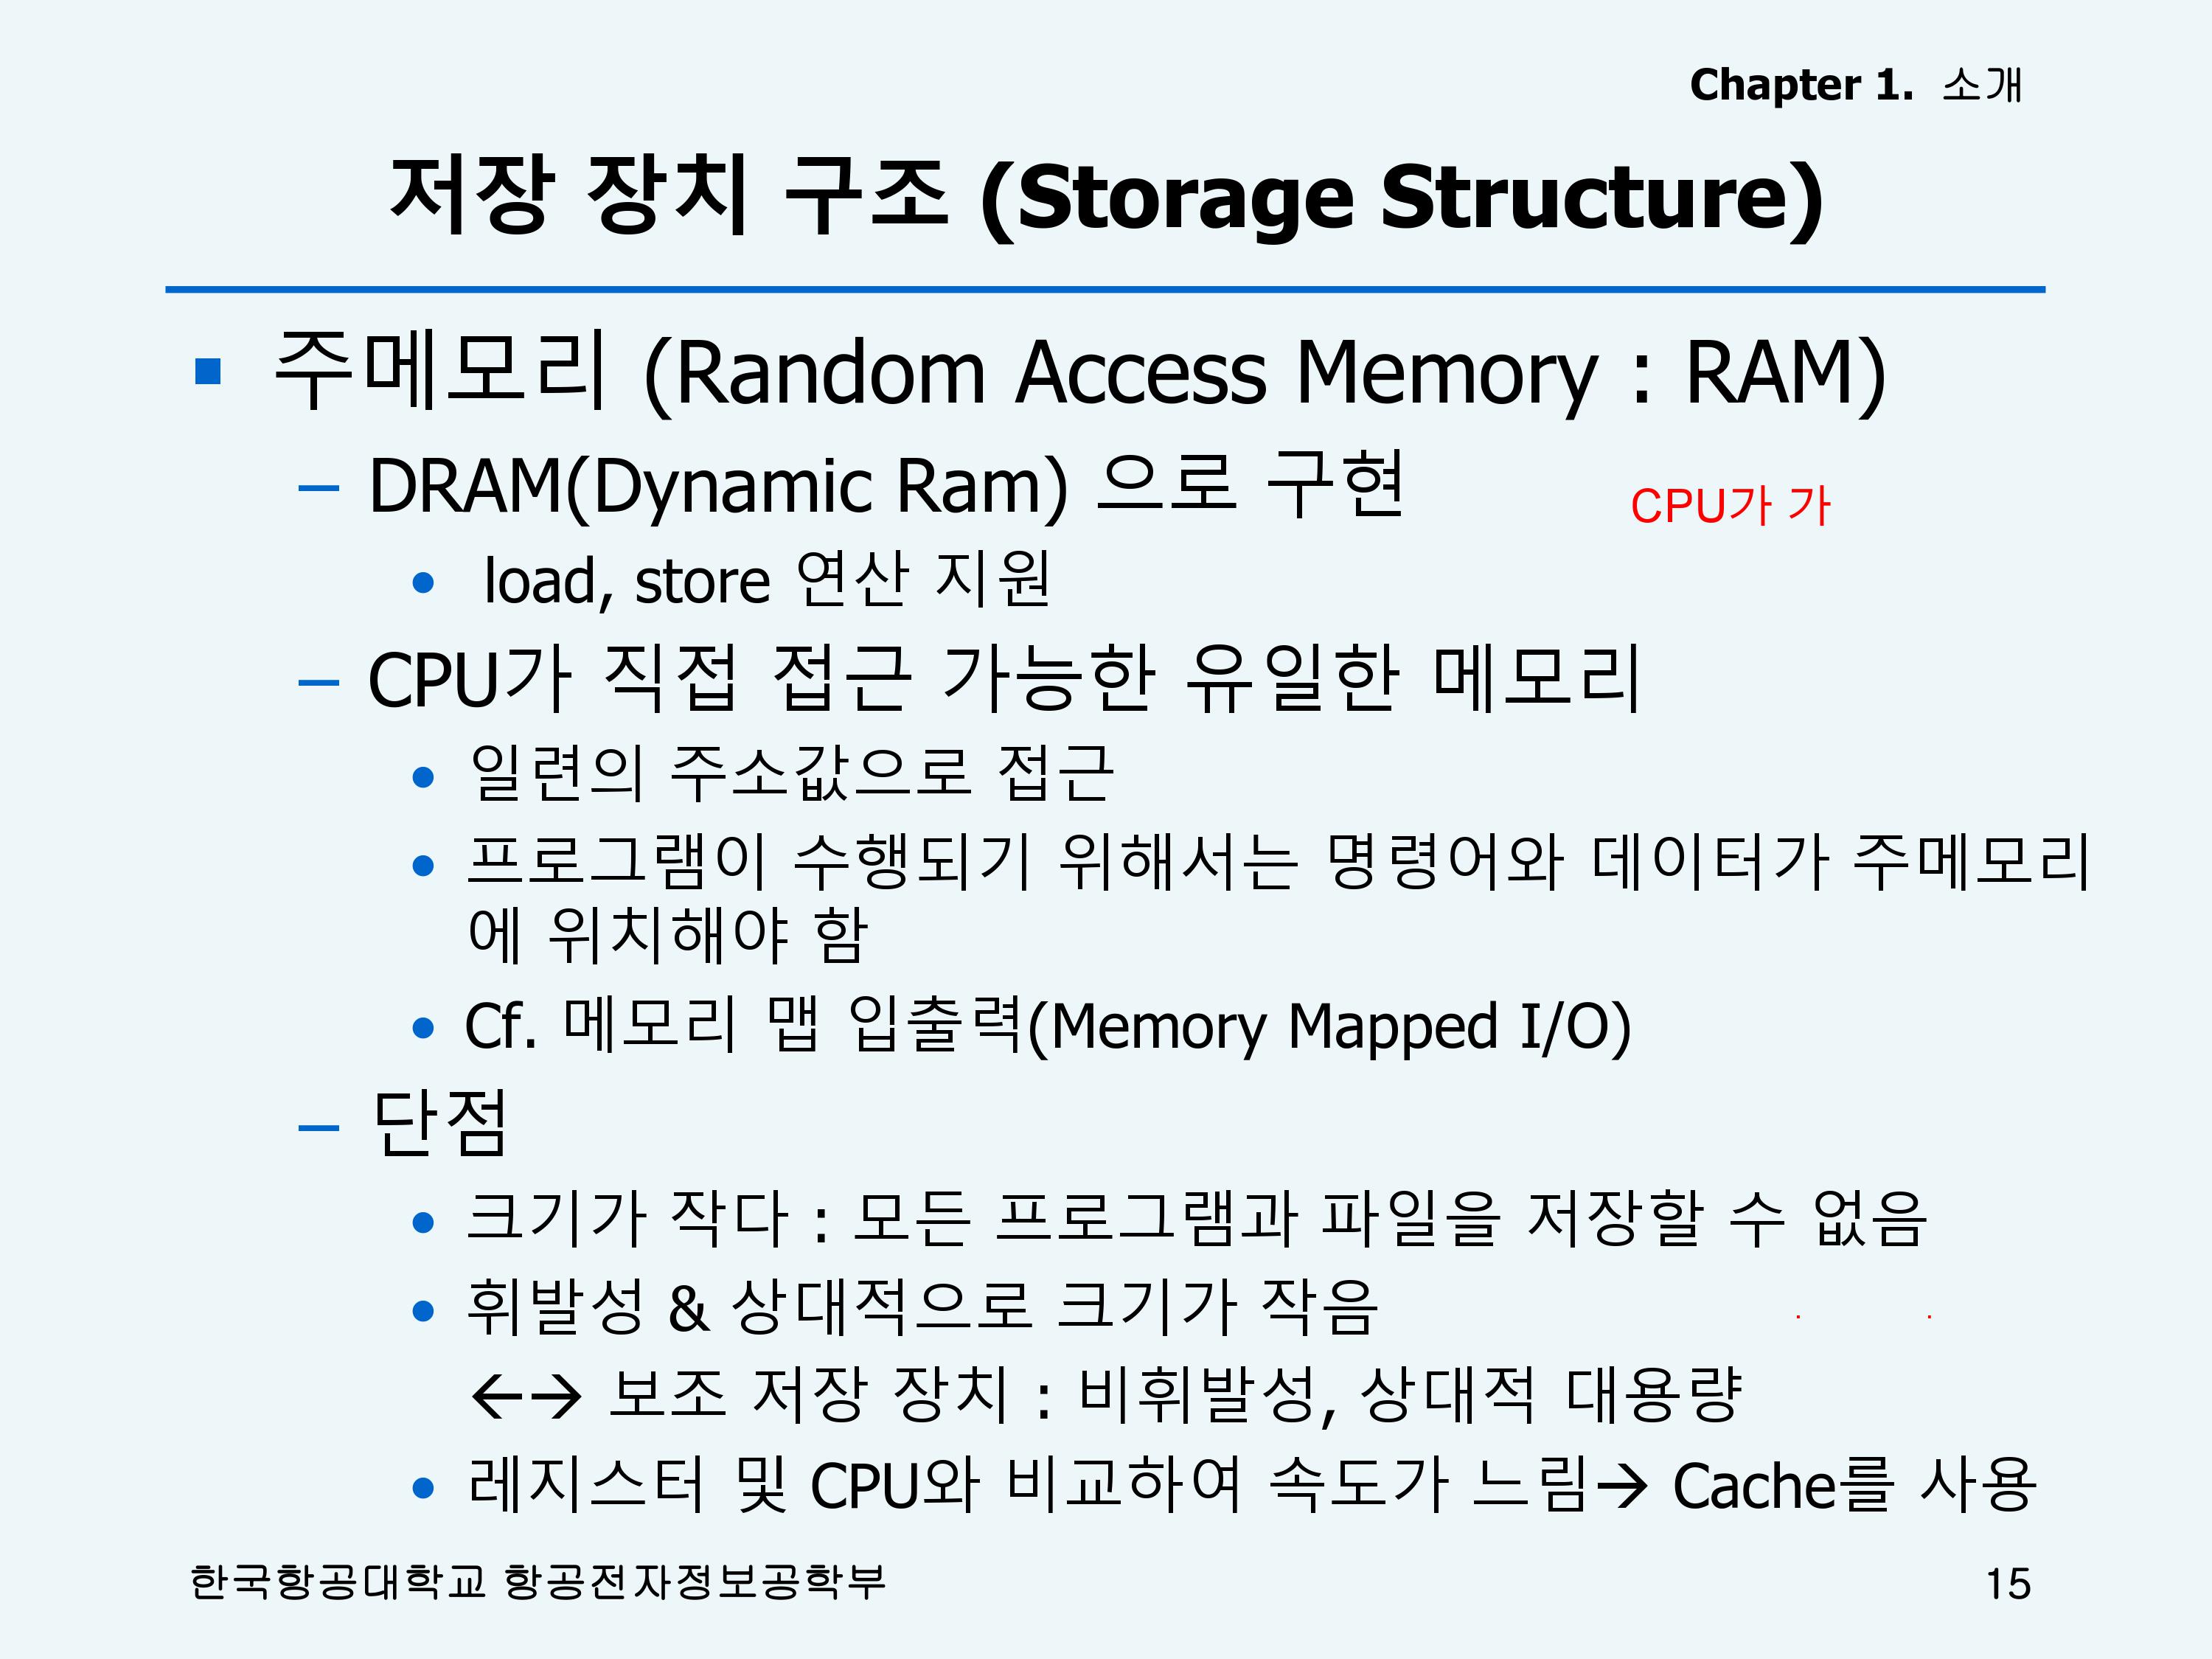 Chapter 1. 소개
저장 장치 구조 (Storage Structure)
■ 주메모리 (Random Access Memory : RAM)
– DRAM(Dynamic Ram) 으로 구현
CPU가 가
• load, store 연산 지원
– CPU가 직접 접근 가능한 유일한 메모리
• 일련의 주소값으로 접근
• 프로그램이 수행되기 위해서는 명령어와 데이터가 주메모리
에 위치해야 함
• Cf. 메모리 맵 입출력(Memory Mapped I/O)
– 단점
• 크기가 작다 : 모든 프로그램과 파일을 저장할 수 없음
• 휘발성 & 상대적으로 크기가 작음
←→ 보조 저장 장치 : 비휘발성, 상대적 대용량
• 레지스터 및 CPU와 비교하여 속도가 느림→ Cache를 사용
한국항공대학교 항공전자정보공학부
15